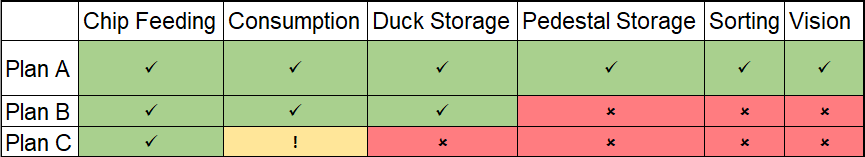 Chip Feeding Consumption Duck Storage Pedestal Storage Sorting Vision
Plan A ✓ ✓ ✓ ✓ ✓ ✓
Plan B ✓ ✓ ✓ × × ×
Plan C ✓ ! × × × ×